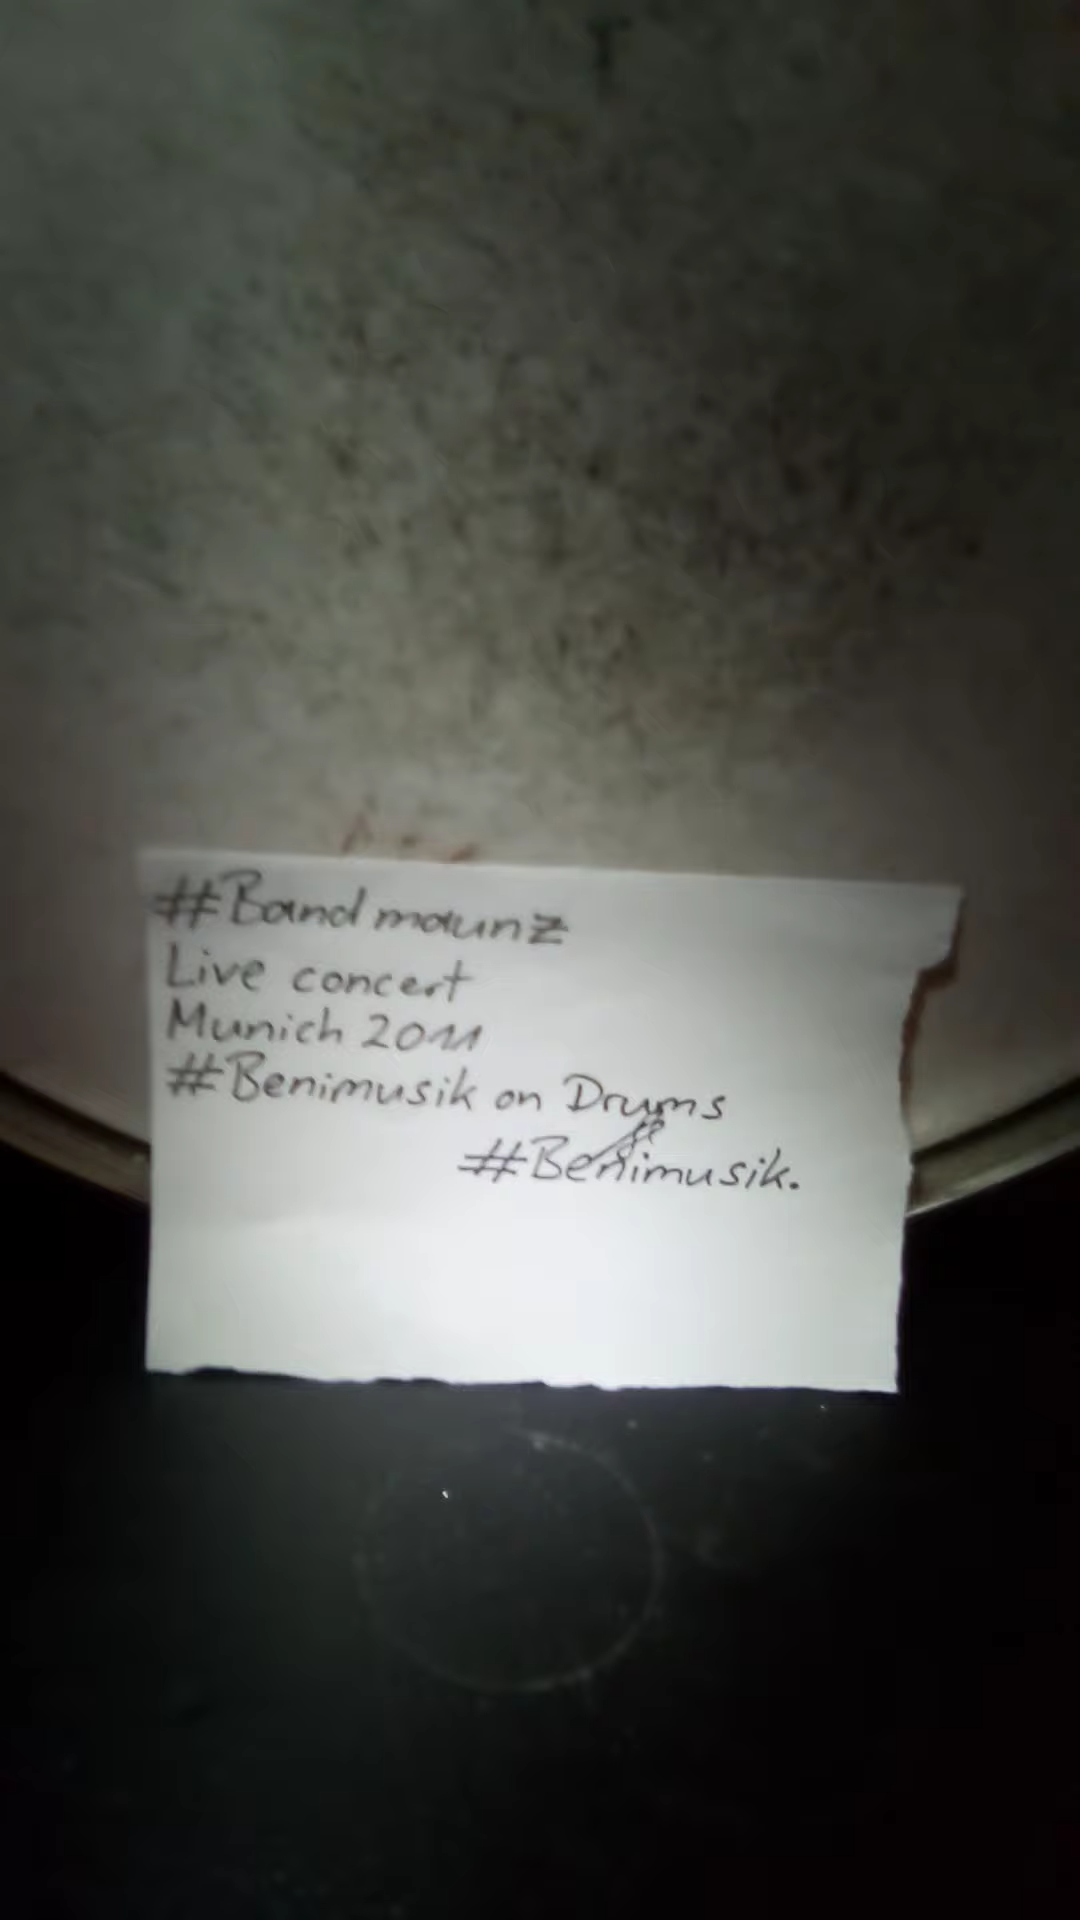 #Bandmaunz
Live concert
Munich 2011
#Benimusik on Drums
#Benimusik.